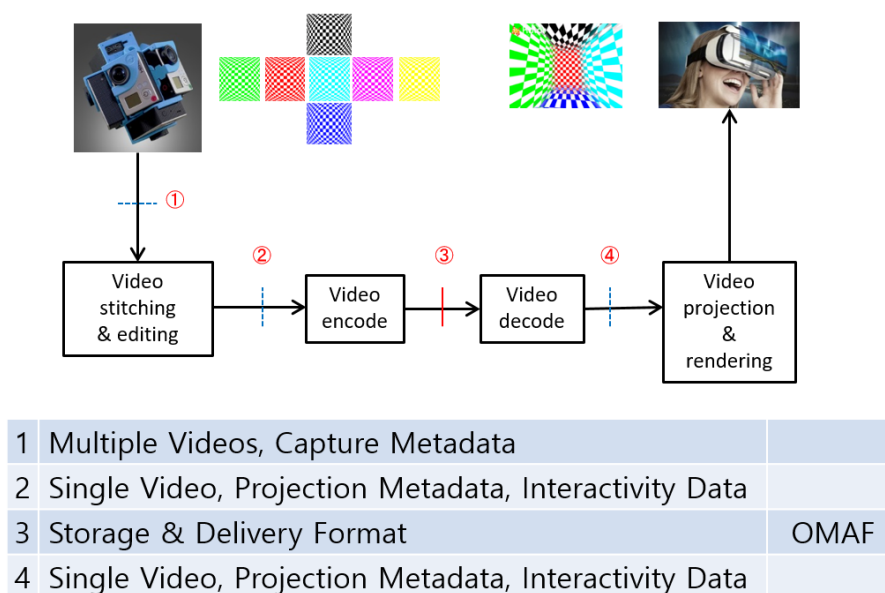 ①
Video
stitching
& editing
②
Video
encode
③
Video
decode
④
Video
projection
&
rendering
1 Multiple Videos, Capture Metadata
2 Single Video, Projection Metadata, Interactivity Data
3 Storage & Delivery Format OMAF
4 Single Video, Projection Metadata, Interactivity Data